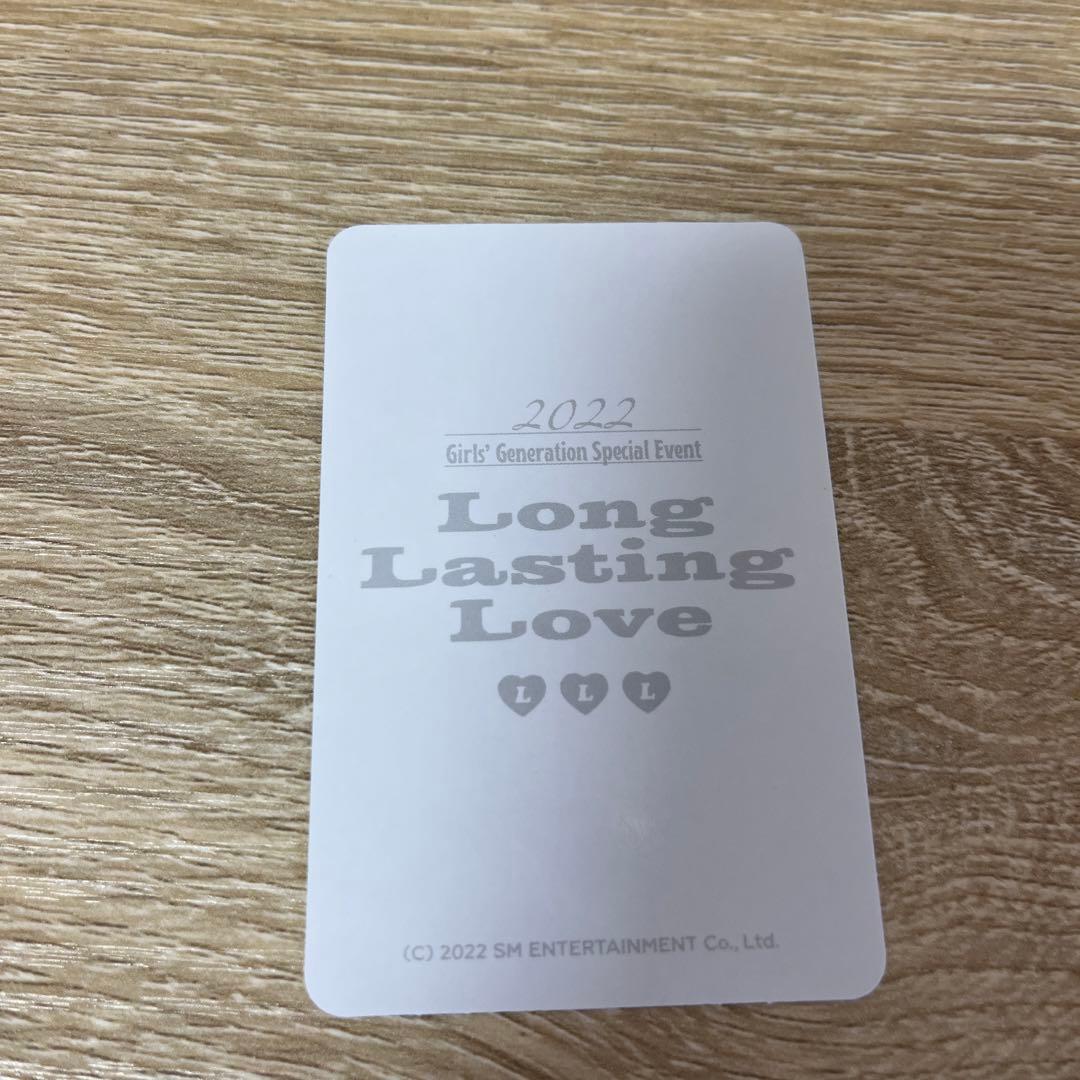 2022
Girls' Generation Special Event
Long
Lasting
Love
L L L
(C) 2022 SM ENTERTAINMENT Co., Ltd.